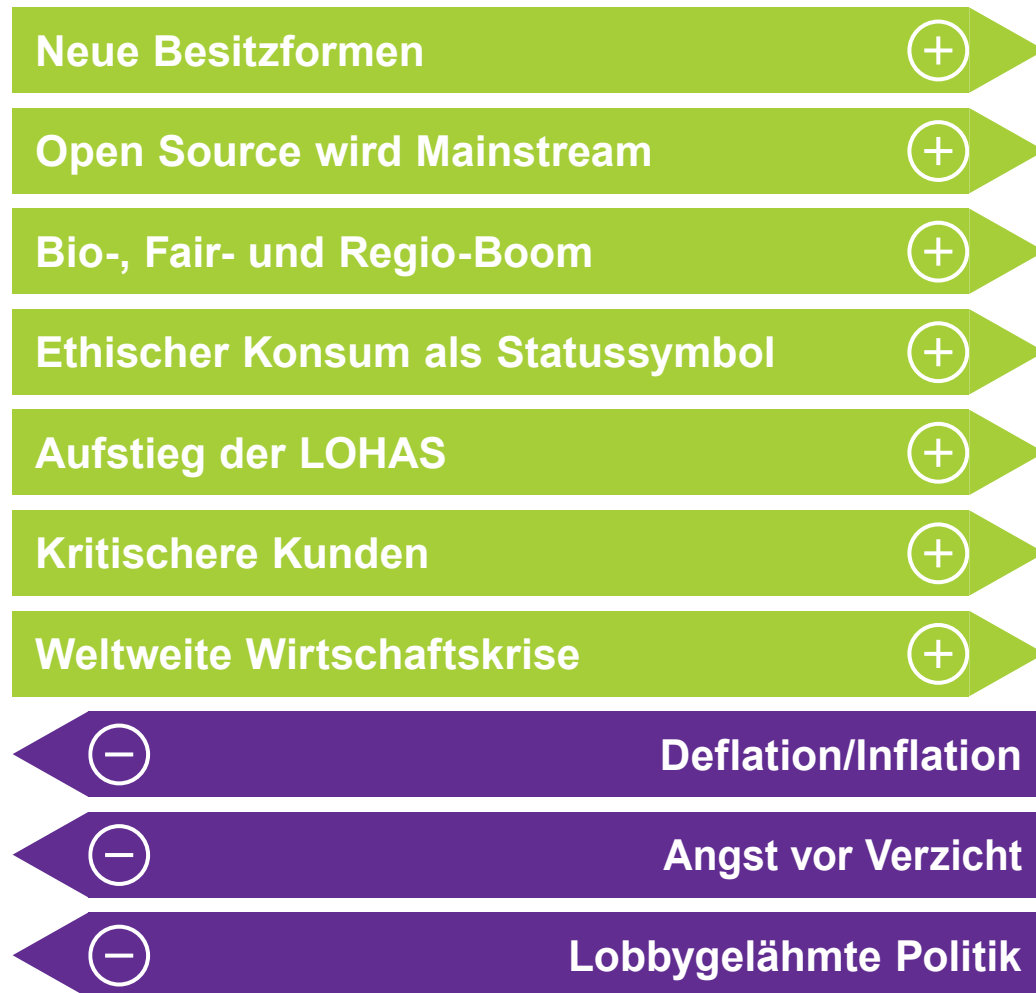 Neue Besitzformen
Open Source wird Mainstream
Bio-, Fair- und Regio-Boom
Ethischer Konsum als Statussymbol
Aufstieg der LOHAS
Kritischere Kunden
Weltweite Wirtschaftskrise
Deflation/Inflation
Angst vor Verzicht
Lobbygelähmte Politik